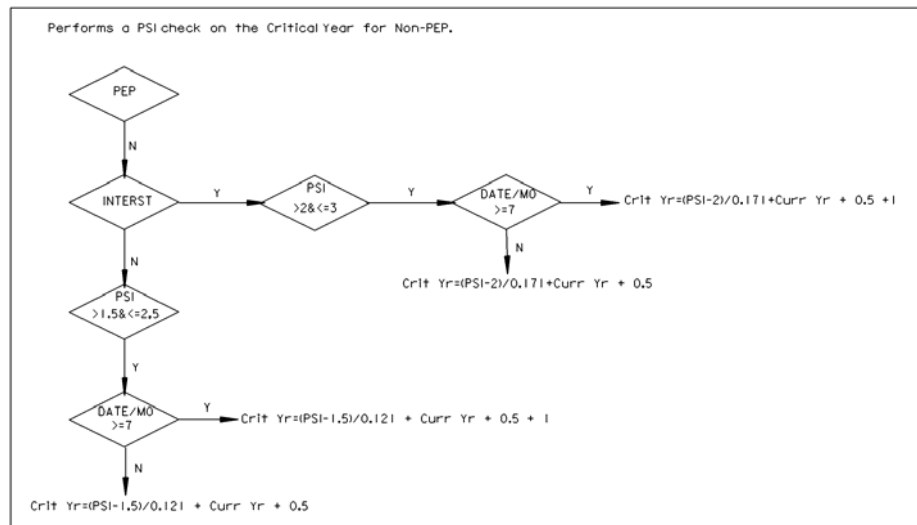 Performs a PSI check on the Critical Year for Non-PEP.
PEP
N
INTERST
Y
PSI
>2&<=3
Y
DATE/MO
>=7
Y
Crit Yr=(PSI-2)/0.171+Curr Yr + 0.5 +1
N
Crit Yr=(PSI-2)/0.171+Curr Yr + 0.5
N
PSI
>1.5&<=2.5
Y
DATE/MO
>=7
Y
Crit Yr=(PSI-1.5)/0.121 + Curr Yr + 0.5 + 1
N
Crit Yr=(PSI-1.5)/0.121 + Curr Yr + 0.5